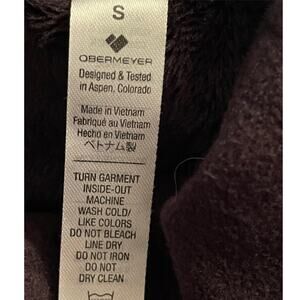 S
OBERMEYER
Designed & Tested
in Aspen, Colorado
Made in Vietnam
Fabriqué au Vietnam
Hecho en Vietnam
ベトナム製
TURN GARMENT
INSIDE-OUT
MACHINE
WASH COLD/
LIKE COLORS
DO NOT BLEACH
LINE DRY
DO NOT IRON
DO NOT
DRY CLEAN